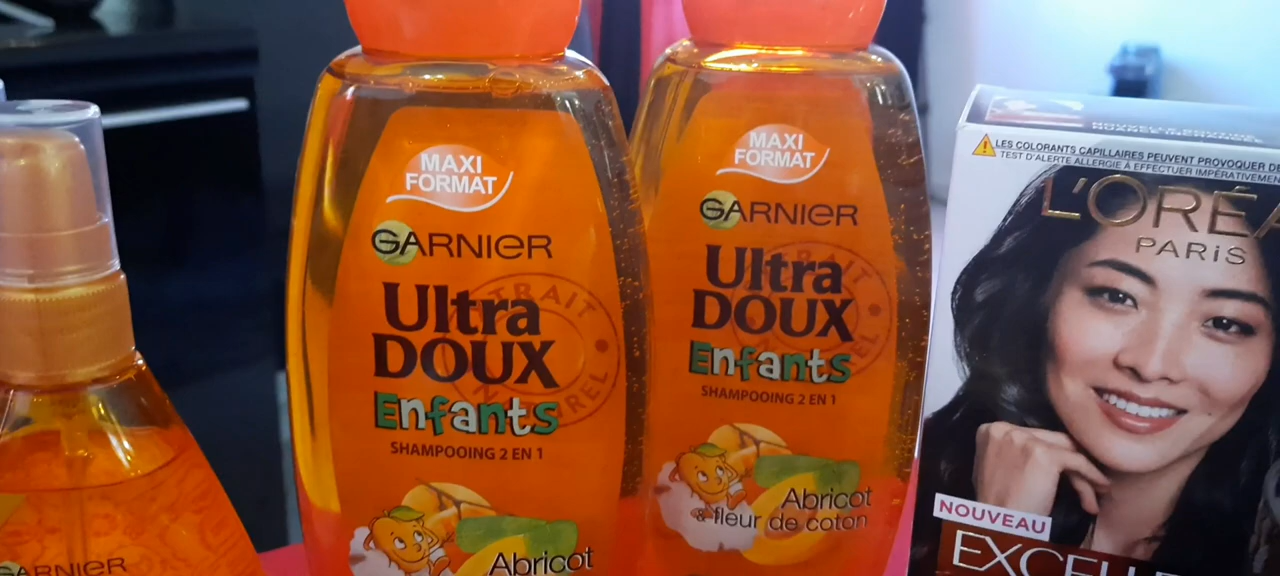 MAXI
FORMAT
GARNIER
Ultra
DOUX
Enfants
SHAMPOOING 2 EN 1
Abricot
MAXI
FORMAT
GARNIER
Ultra
DOUX
Enfants
SHAMPOOING 2 EN 1
Abricot
& fleur de coton
GARNIER
LES COLORANTS CAPILLAIRES PEUVENT PROVOQUER
TEST D'ALERTE ALLERGIE À EFFECTUER
L'ORÉA
PARIS
NOUVEAU
EXCELLE